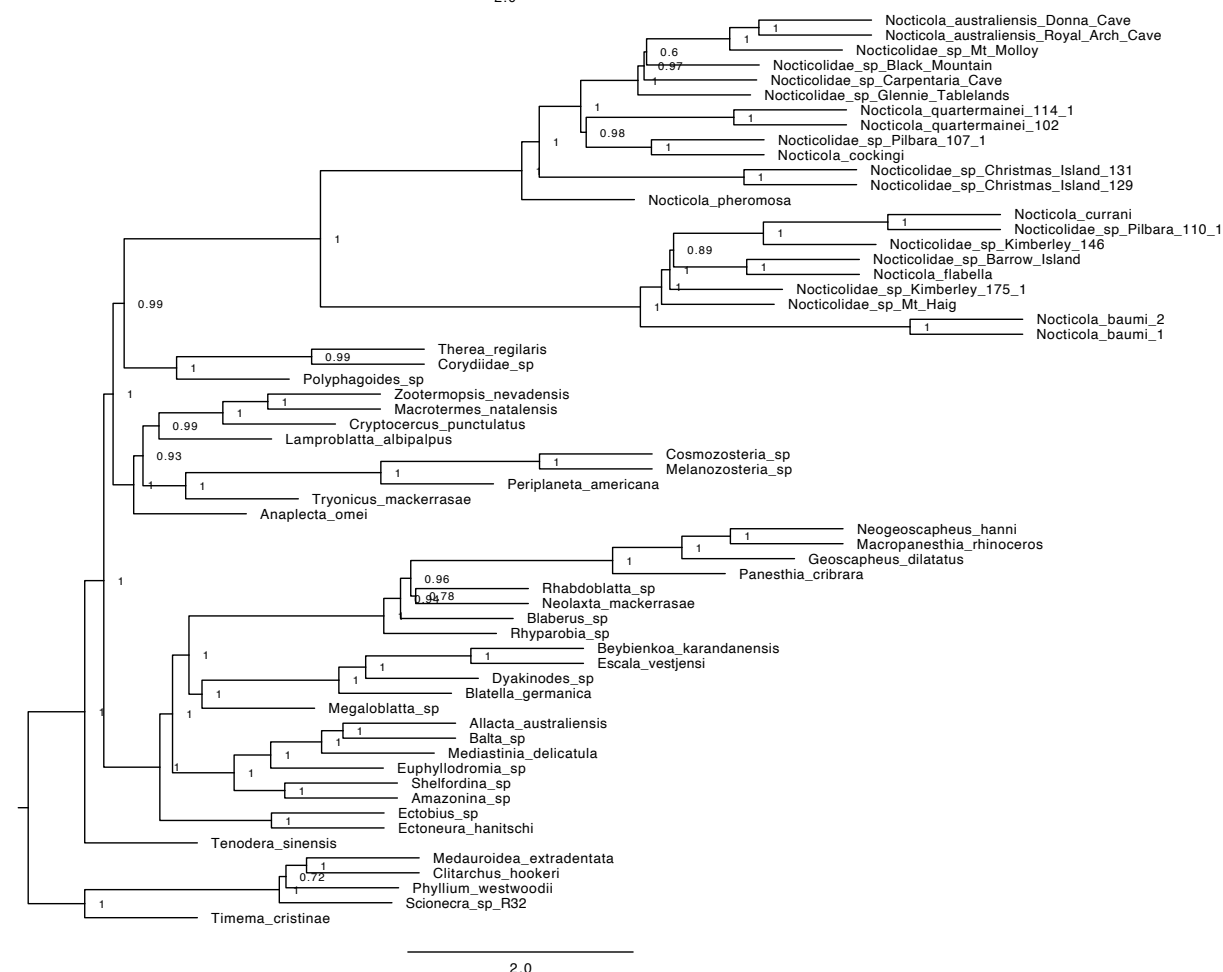 2.0
Nocticola_australiensis_Donna_Cave
1
Nocticola_australiensis_Royal_Arch_Cave
1
0.6
Nocticolidae_sp_Mt_Molloy
0.97
Nocticolidae_sp_Black_Mountain
1
Nocticolidae_sp_Carpentaria_Cave
Nocticolidae_sp_Glennie_Tablelands
1
Nocticola_quartermainei_114_1
1
Nocticola_quartermainei_102
0.98
1
Nocticolidae_sp_Pilbara_107_1
1
Nocticola_cockingi
1
Nocticolidae_sp_Christmas_Island_131
1
Nocticolidae_sp_Christmas_Island_129
Nocticola_pheromosa
Nocticola_currani
1
Nocticolidae_sp_Pilbara_110_1
1
1
Nocticolidae_sp_Kimberley_146
0.89
Nocticolidae_sp_Barrow_Island
1
1
Nocticola_flabella
1
Nocticolidae_sp_Kimberley_175_1
0.99
1
Nocticolidae_sp_Mt_Haig
Nocticola_baumi_2
1
Nocticola_baumi_1
Therea_regilaris
0.99
Corydiidae_sp
1
Polyphagoides_sp
1
Zootermopsis_nevadensis
1
Macrotermes_natalensis
1
0.99
Cryptocercus_punctulatus
Lamproblatta_albipalpus
0.93
Cosmozosteria_sp
1
Melanozosteria_sp
1
1
1
Periplaneta_americana
Tryonicus_mackerrasae
Anaplecta_omei
Neogeoscapheus_hanni
1
Macropanesthia_rhinoceros
1
1
Geoscapheus_dilatatus
Panesthia_cribrara
1
0.96
Rhabdoblatta_sp
0.94
0.78
Neolaxta_mackerrasae
1
Blaberus_sp
Rhyparobia_sp
Beybienkoa_karandanensis
1
1
Escala_vestjensi
1
1
Dyakinodes_sp
1
Blatella_germanica
Megaloblatta_sp
1
1
Allacta_australiensis
1
Balta_sp
1
1
Mediastinia_delicatula
1
1
Euphyllodromia_sp
Shelfordina_sp
1
Amazonina_sp
Ectobius_sp
1
Ectoneura_hanitschi
Tenodera_sinensis
Medauroidea_extradentata
1
Clitarchus_hookeri
0.72
Phyllium_westwoodii
1
1
Scionecra_sp_R32
Timema_cristinae
2.0